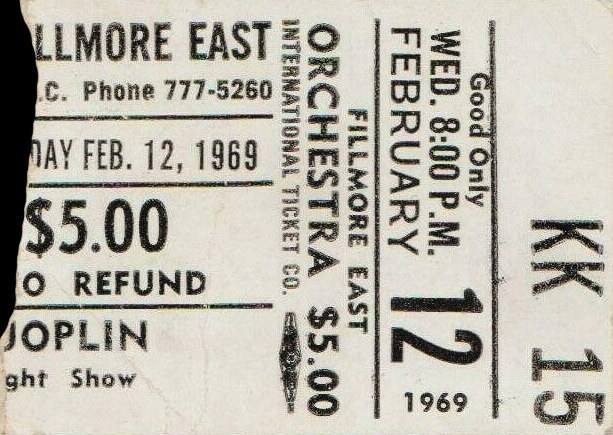 ILLMORE EAST
.C. Phone 777-5260
DAY FEB. 12, 1969
$5.00
O REFUND
JOPLIN
ght Show
INTERNATIONAL TICKET CO.
ORCHESTRA $5.00
FILLMORE EAST
FEBRUARY 12
WED. 8:00 P.M.
1969
Good Only
KK 15